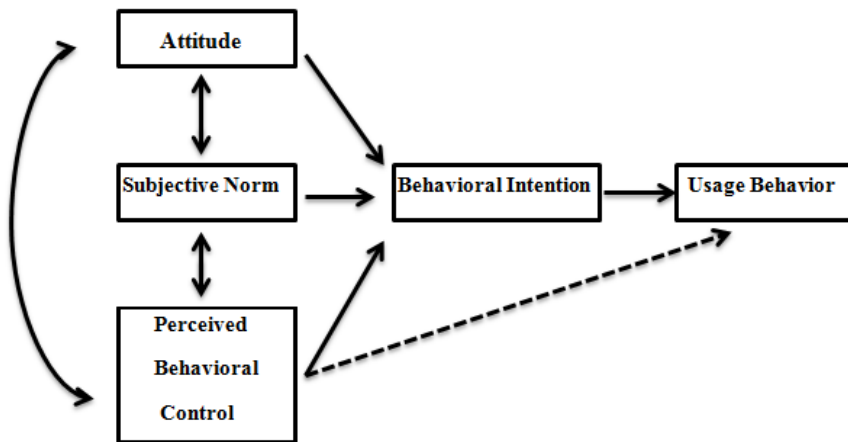 Attitude
Subjective Norm
Behavioral Intention
Usage Behavior
Perceived
Behavioral
Control